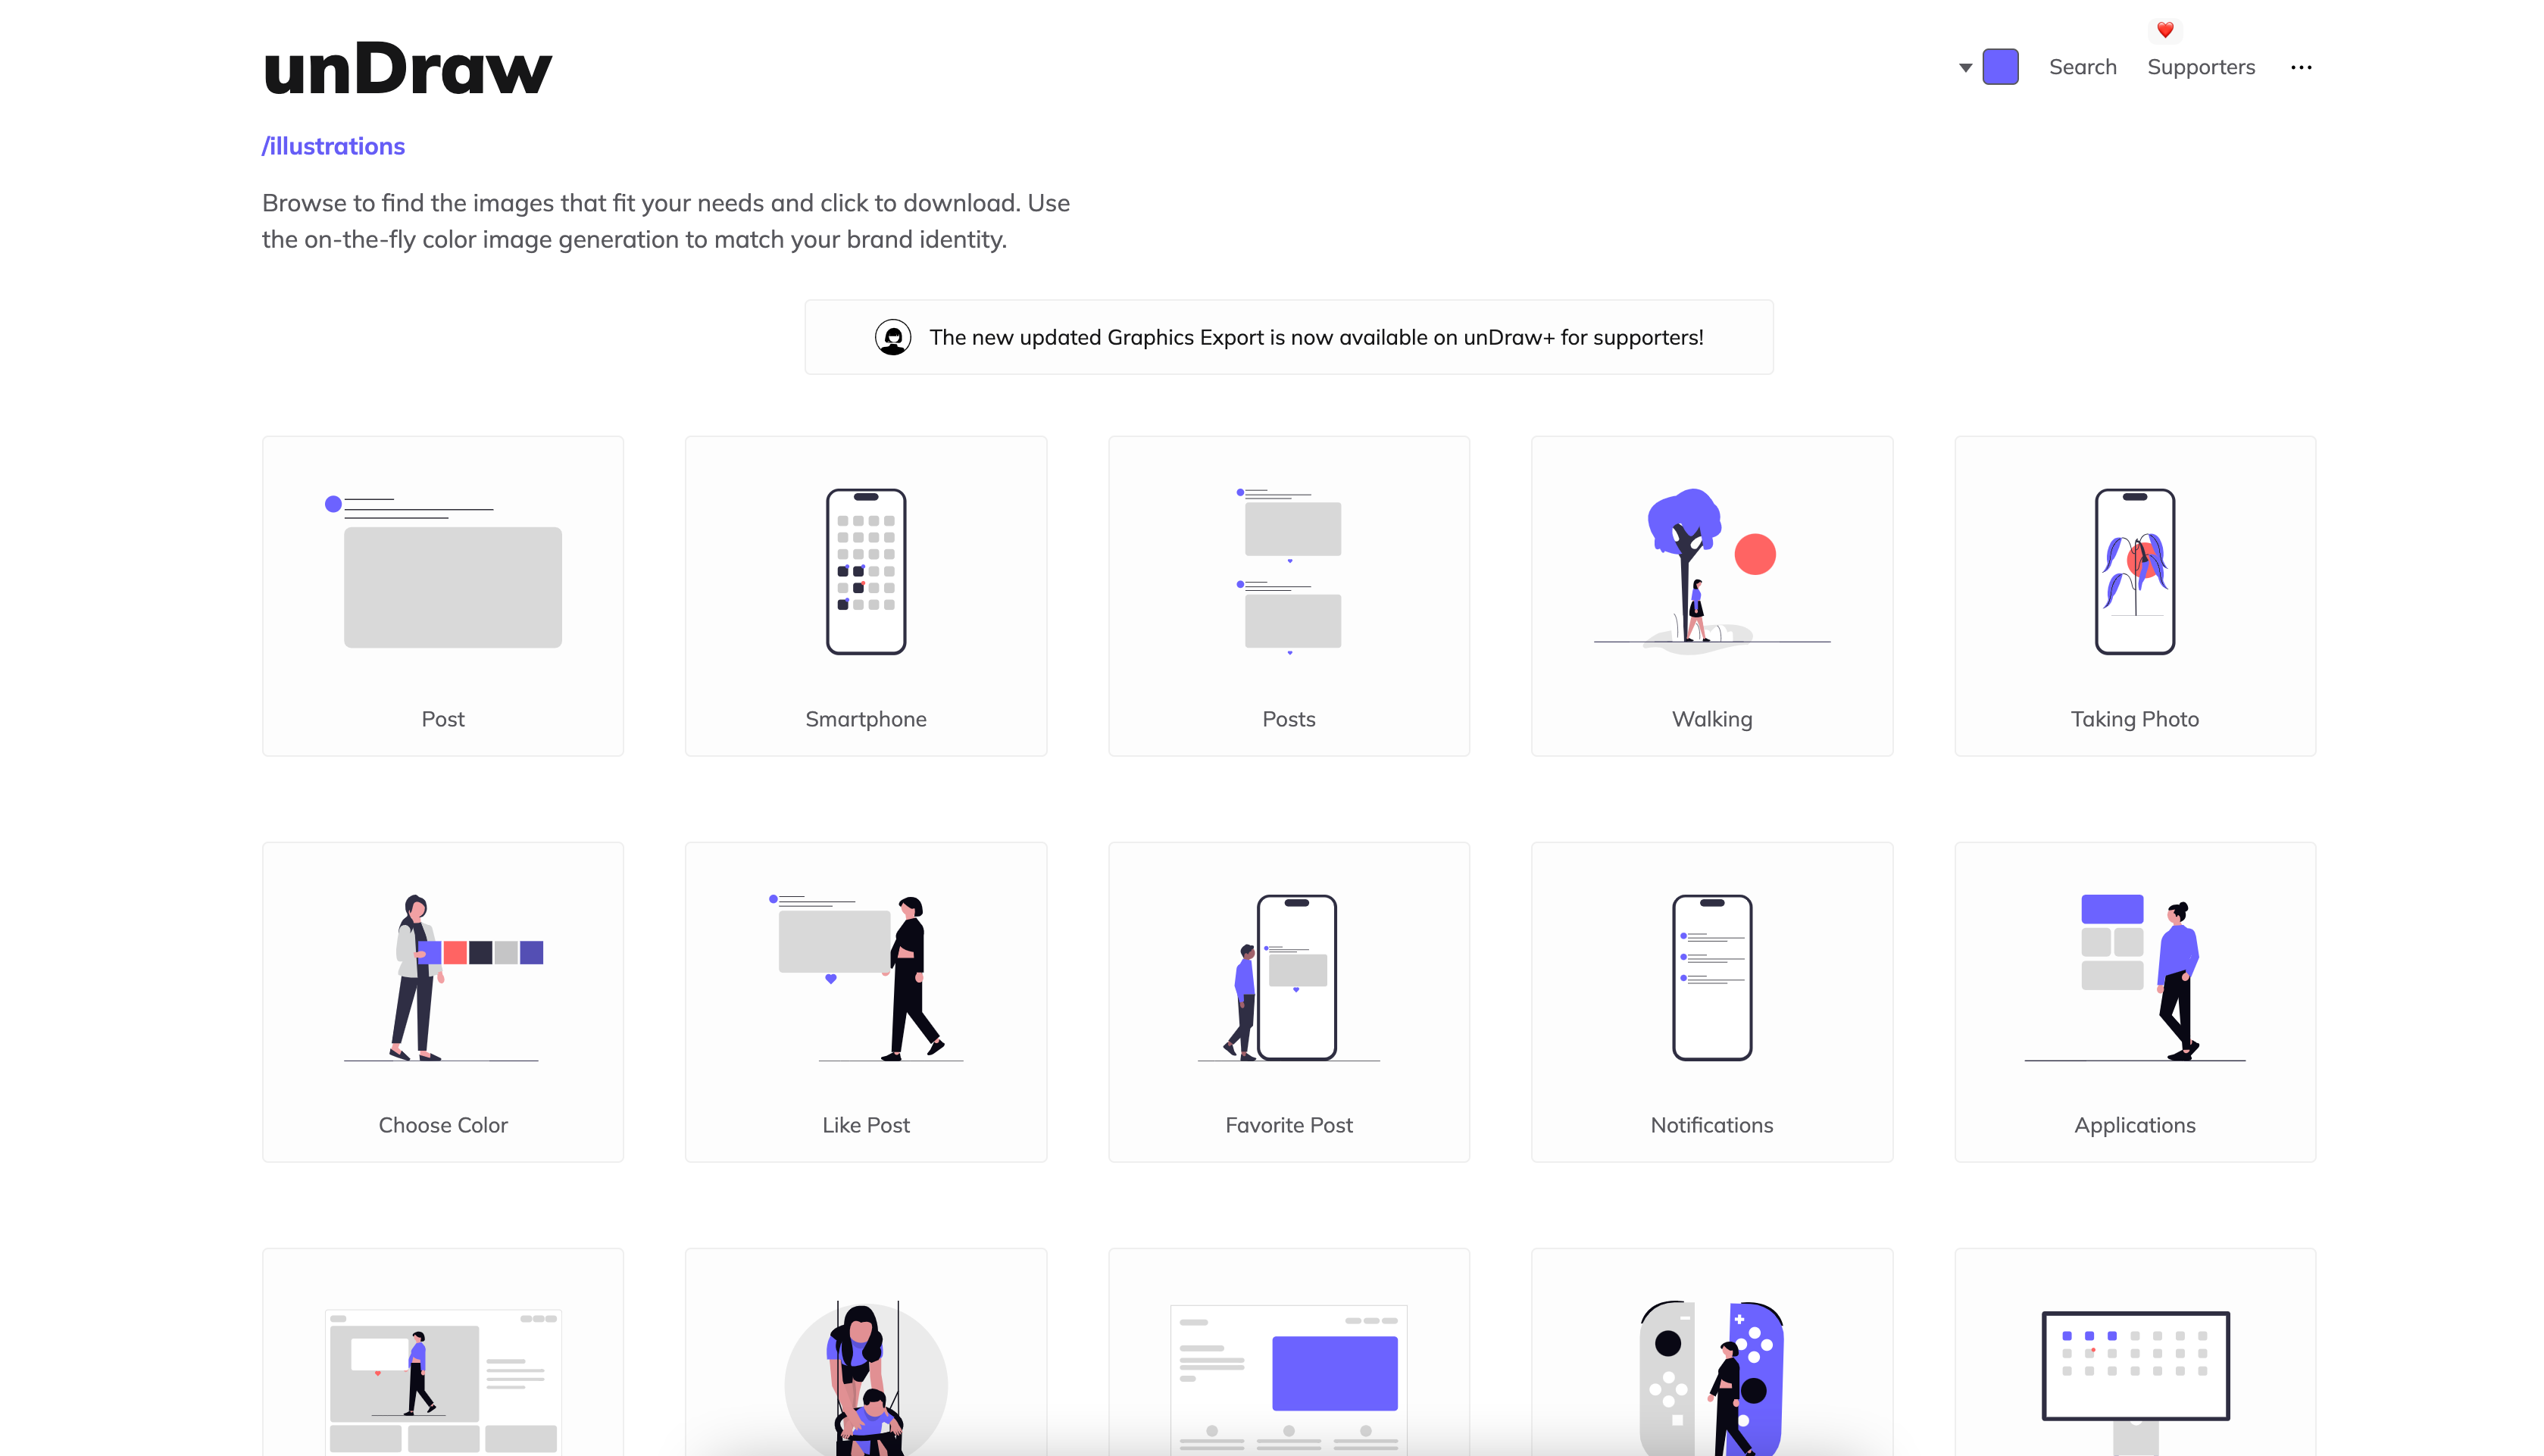 unDraw
Search
Supporters
/illustrations
Browse to find the images that fit your needs and click to download. Use
the on-the-fly color image generation to match your brand identity.
The new updated Graphics Export is now available on unDraw+ for supporters!
Post
Smartphone
Posts
Walking
Taking Photo
Choose Color
Like Post
Favorite Post
Notifications
Applications